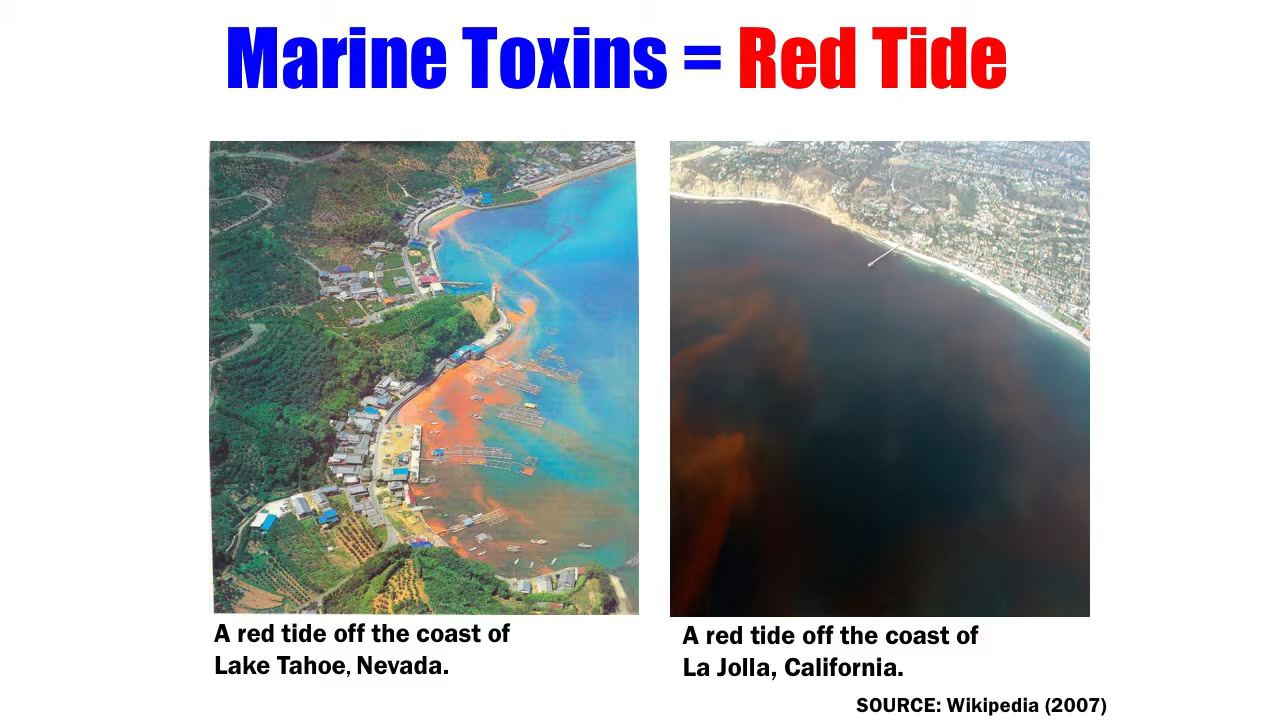 Marine Toxins = Red Tide
A red tide off the coast of
Lake Tahoe, Nevada.
A red tide off the coast of
La Jolla, California.
SOURCE: Wikipedia (2007)